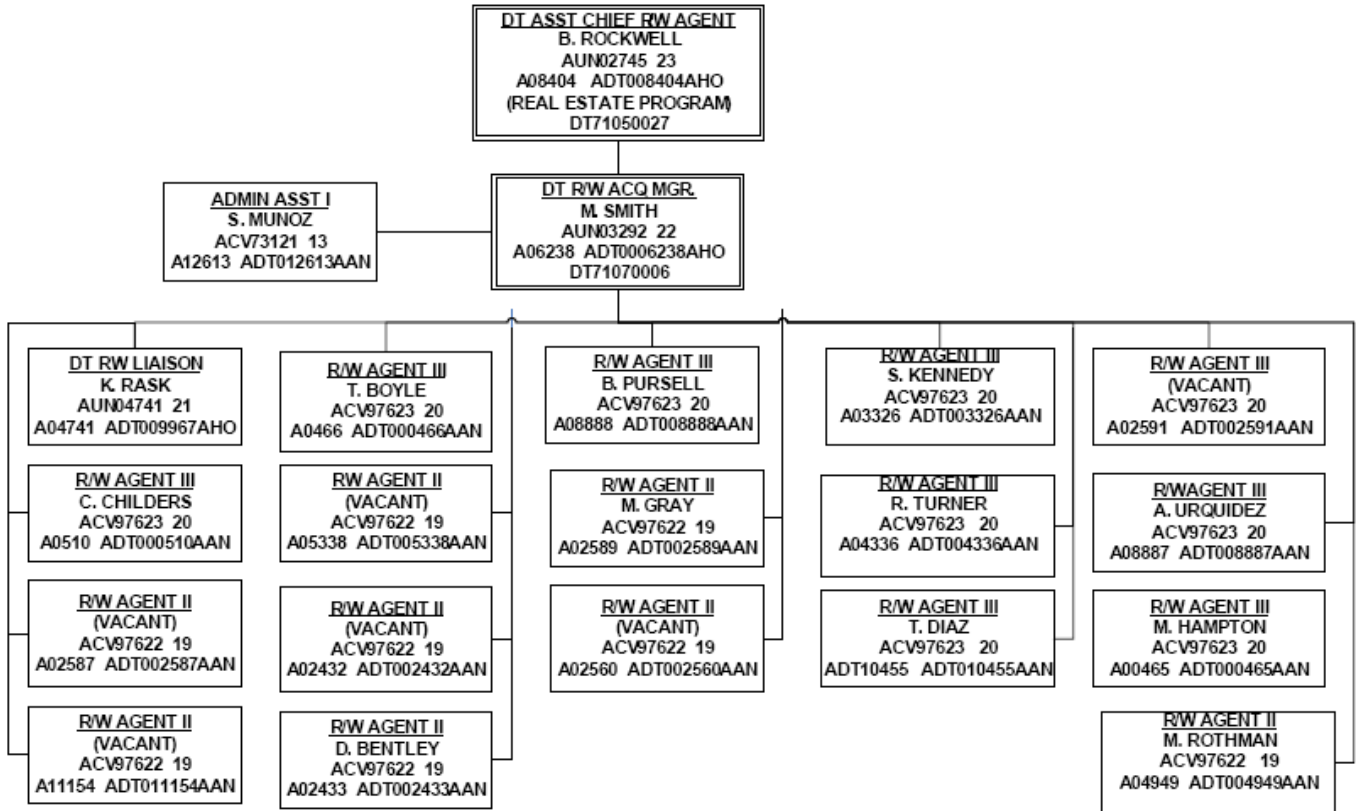 DT ASST CHIEF RW AGENT
B. ROCKWELL
AUN02745 23
A08404 ADT008404AHO
(REAL ESTATE PROGRAM)
DT71050027
ADMIN ASST I
S. MUNOZ
ACV73121 13
A12613 ADT012613AAN
DT R/W ACQ MGR.
M. SMITH
AUN03292 22
A06238 ADT0006238AHO
DT71070006
DT RW LIAISON
K. RASK
AUN04741 21
A04741 ADT009967AHO
R/W AGENT III
T. BOYLE
ACV97623 20
A0466 ADT000466AAN
R/W AGENT III
B. PURSELL
ACV97623 20
A08888 ADT008888AAN
R/W AGENT III
S. KENNEDY
ACV97623 20
A03326 ADT003326AAN
R/W AGENT III
(VACANT)
ACV97623 20
A02591 ADT002591AAN
R/W AGENT III
C. CHILDERS
ACV97623 20
A0510 ADT000510AAN
R/W AGENT II
(VACANT)
ACV97622 19
A05338 ADT005338AAN
R/W AGENT II
M. GRAY
ACV97622 19
A02589 ADT002589AAN
R/W AGENT III
R. TURNER
ACV97623 20
A04336 ADT004336AAN
R/WAGENT III
A. URQUIDEZ
ACV97623 20
A08887 ADT008887AAN
R/W AGENT II
(VACANT)
ACV97622 19
A02587 ADT002587AAN
R/W AGENT II
(VACANT)
ACV97622 19
A02432 ADT002432AAN
R/W AGENT II
(VACANT)
ACV97622 19
A02560 ADT002560AAN
R/W AGENT III
T. DIAZ
ACV97623 20
ADT10455 ADT010455AAN
R/W AGENT III
M. HAMPTON
ACV97623 20
A00465 ADT000465AAN
R/W AGENT II
(VACANT)
ACV97622 19
A11154 ADT011154AAN
R/W AGENT II
D. BENTLEY
ACV97622 19
A02433 ADT002433AAN
R/W AGENT II
M. ROTHMAN
ACV97622 19
A04949 ADT004949AAN